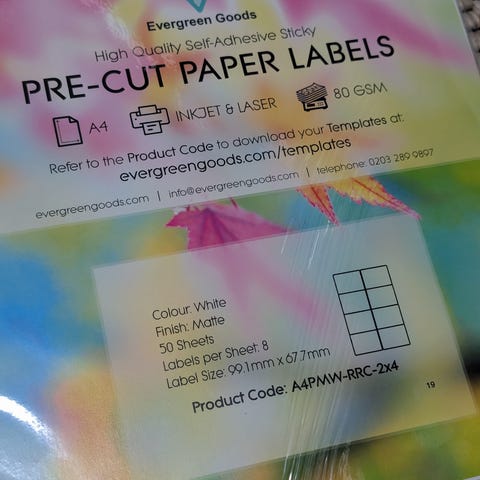 Evergreen Goods
High Quality Self-Adhesive Sticky
PRE-CUT PAPER LABELS
A4
INKJET & LASER
80 GSM
Refer to the Product Code to download your Templates at:
evergreengoods.com/templates
evergreengoods.com | info@evergreengoods.com | telephone: 0203 289 9897
Colour: White
Finish: Matte
50 Sheets
Labels per Sheet: 8
Label Size: 99.1mm x 67.7mm
Product Code: A4PMW-RRC-2x4
19